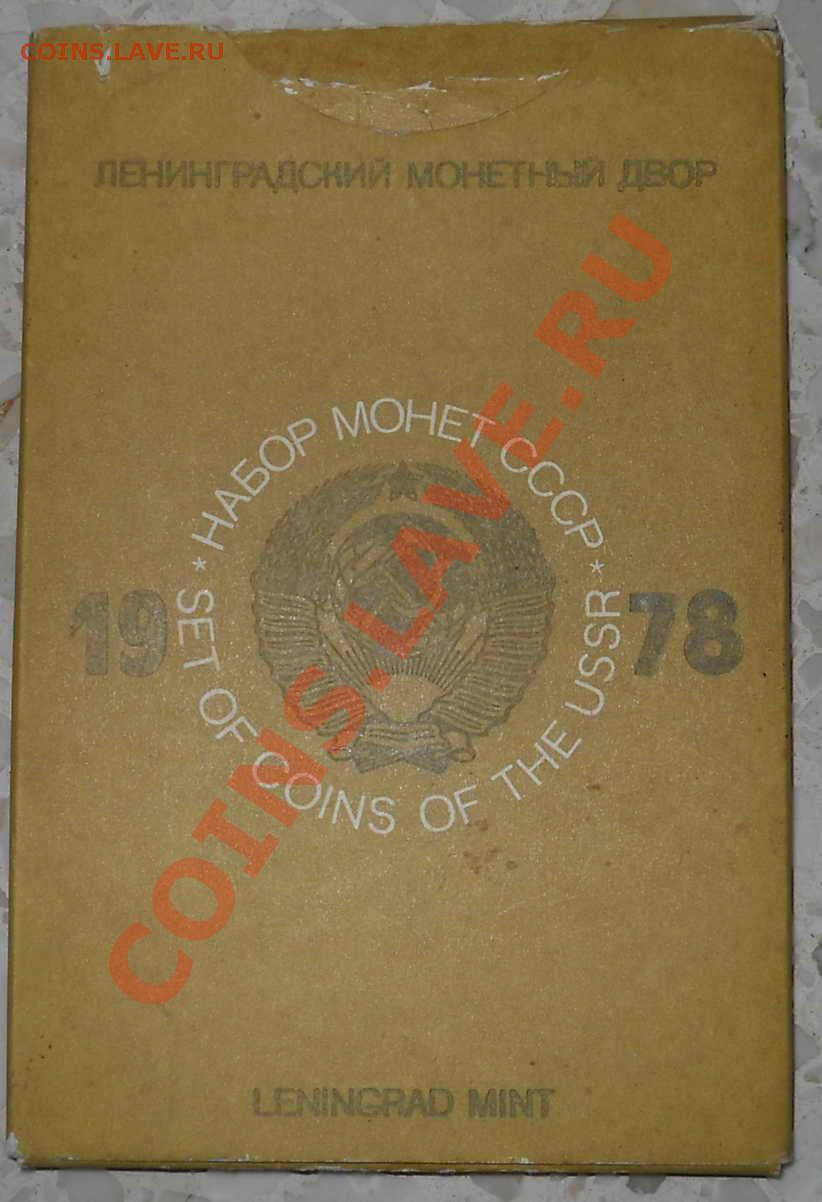 COINS.LAVE.RU
ЛЕНИНГРАДСКИЙ МОНЕТНЫЙ ДВОР
* НАБОР МОНЕТ СССР *
1978
SET OF COINS OF THE USSR
COINS.LAVE.RU
LENINGRAD MINT